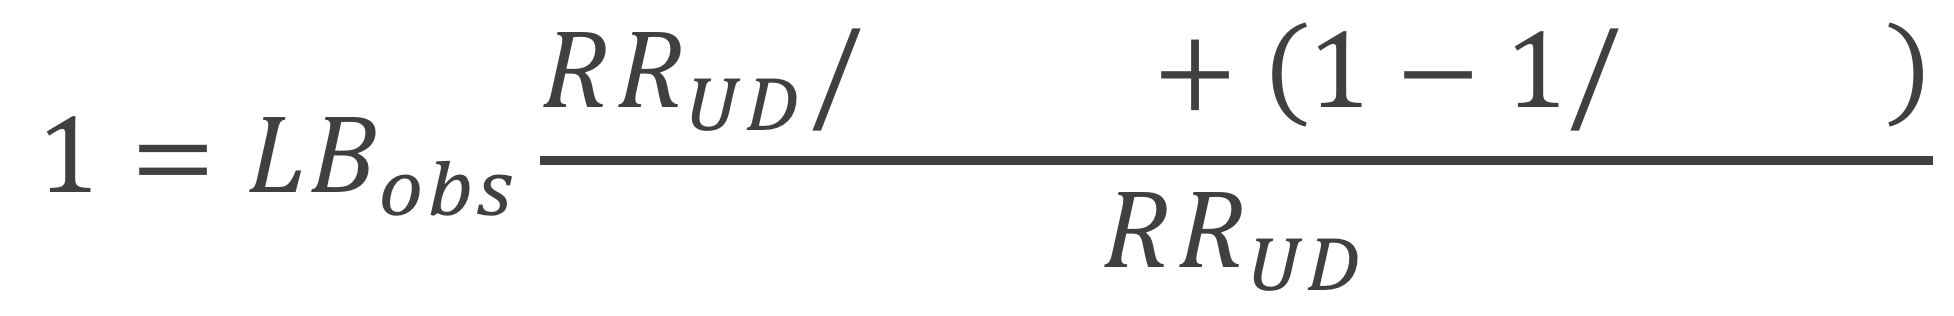 1 = LB_obs (RR_UD/ + (1 − 1/ )) / RR_UD